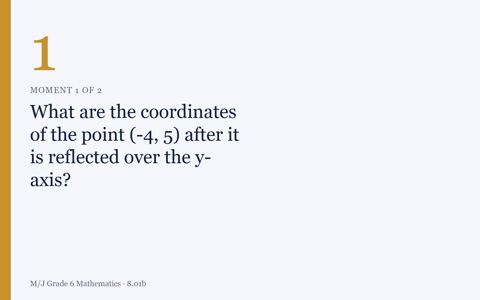 1
MOMENT 1 OF 2
What are the coordinates
of the point (-4, 5) after it
is reflected over the y-
axis?
M/J Grade 6 Mathematics · 8.01b